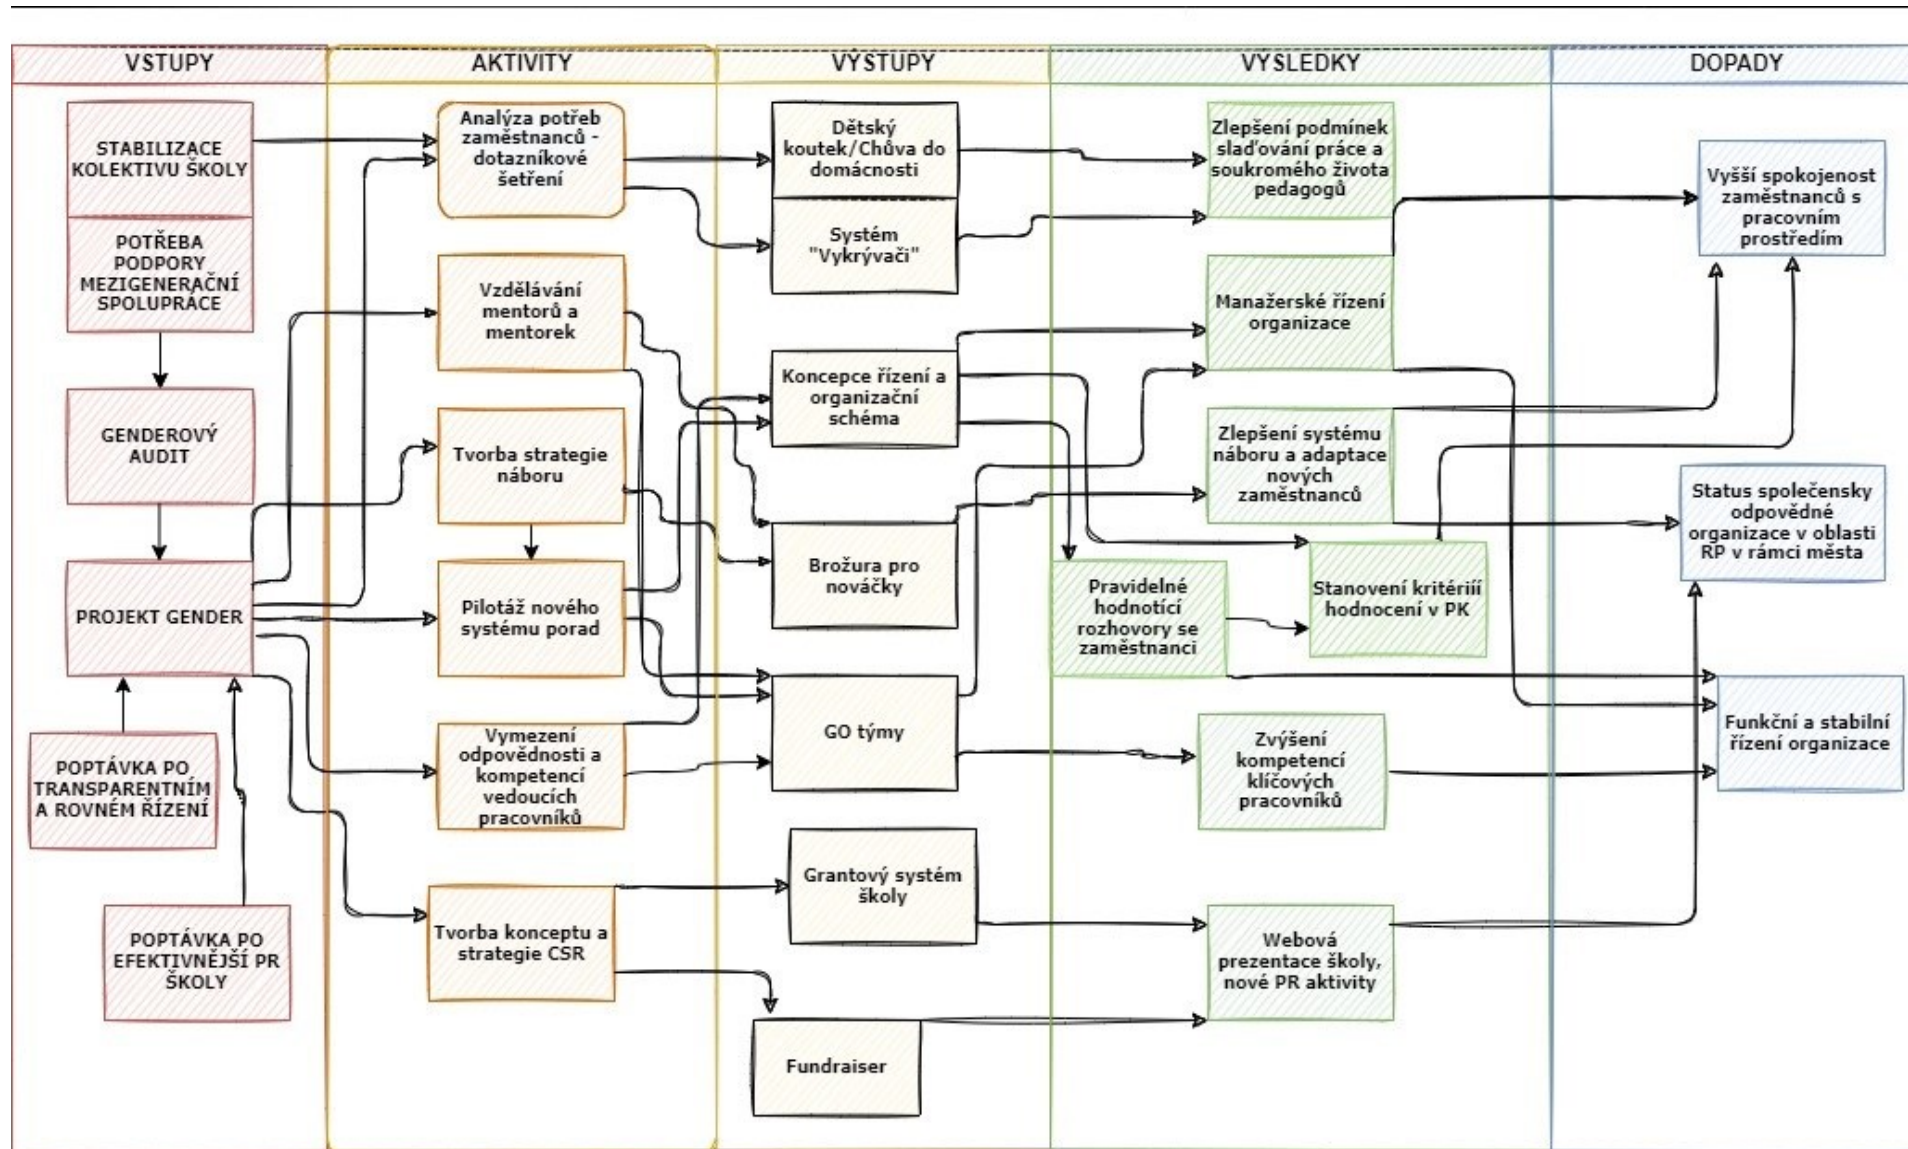 VSTUPY
AKTIVITY
VÝSTUPY
VÝSLEDKY
DOPADY
STABILIZACE
KOLEKTIVU ŠKOLY
POTŘEBA
PODPORY
MEZIGENERAČNÍ
SPOLUPRÁCE
GENDEROVÝ
AUDIT
PROJEKT GENDER
POPTÁVKA PO
TRANSPARENTNÍM
A ROVNÉM ŘÍZENÍ
POPTÁVKA PO
EFEKTIVNĚJŠÍ PR
ŠKOLY
Analýza potřeb
zaměstnanců -
dotazníkové
šetření
Vzdělávání
mentorů a
mentorek
Tvorba strategie
náboru
Pilotáž nového
systému porad
Vymezení
odpovědnosti a
kompetencí
vedoucích
pracovníků
Tvorba konceptu a
strategie CSR
Dětský
koutek/Chůva do
domácnosti
Systém
"Vykrývači"
Koncepce řízení a
organizační
schéma
Brožura pro
nováčky
GO týmy
Grantový systém
školy
Fundraiser
Zlepšení podmínek
slaďování práce a
soukromého života
pedagogů
Manažerské řízení
organizace
Zlepšení systému
náboru a adaptace
nových
zaměstnanců
Pravidelné
hodnotící
rozhovory se
zaměstnanci
Stanovení kritériíí
hodnocení v PK
Zvýšení
kompetencí
klíčových
pracovníků
Webová
prezentace školy,
nové PR aktivity
Vyšší spokojenost
zaměstnanců s
pracovním
prostředím
Status společensky
odpovědné
organizace v oblasti
RP v rámci města
Funkční a stabilní
řízení organizace